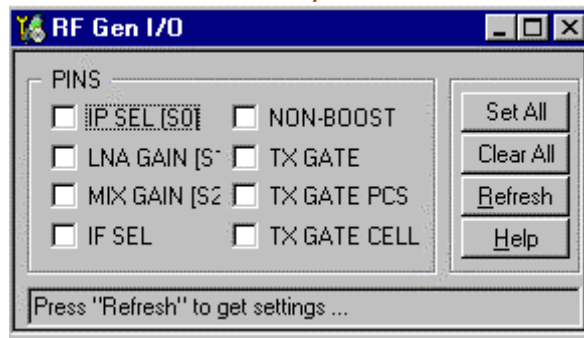 RF Gen I/O
PINS
IP SEL [S0] NON-BOOST
LNA GAIN [S TX GATE
MIX GAIN [S2 TX GATE PCS
IF SEL TX GATE CELL
Set All
Clear All
Refresh
Help
Press "Refresh" to get settings ...